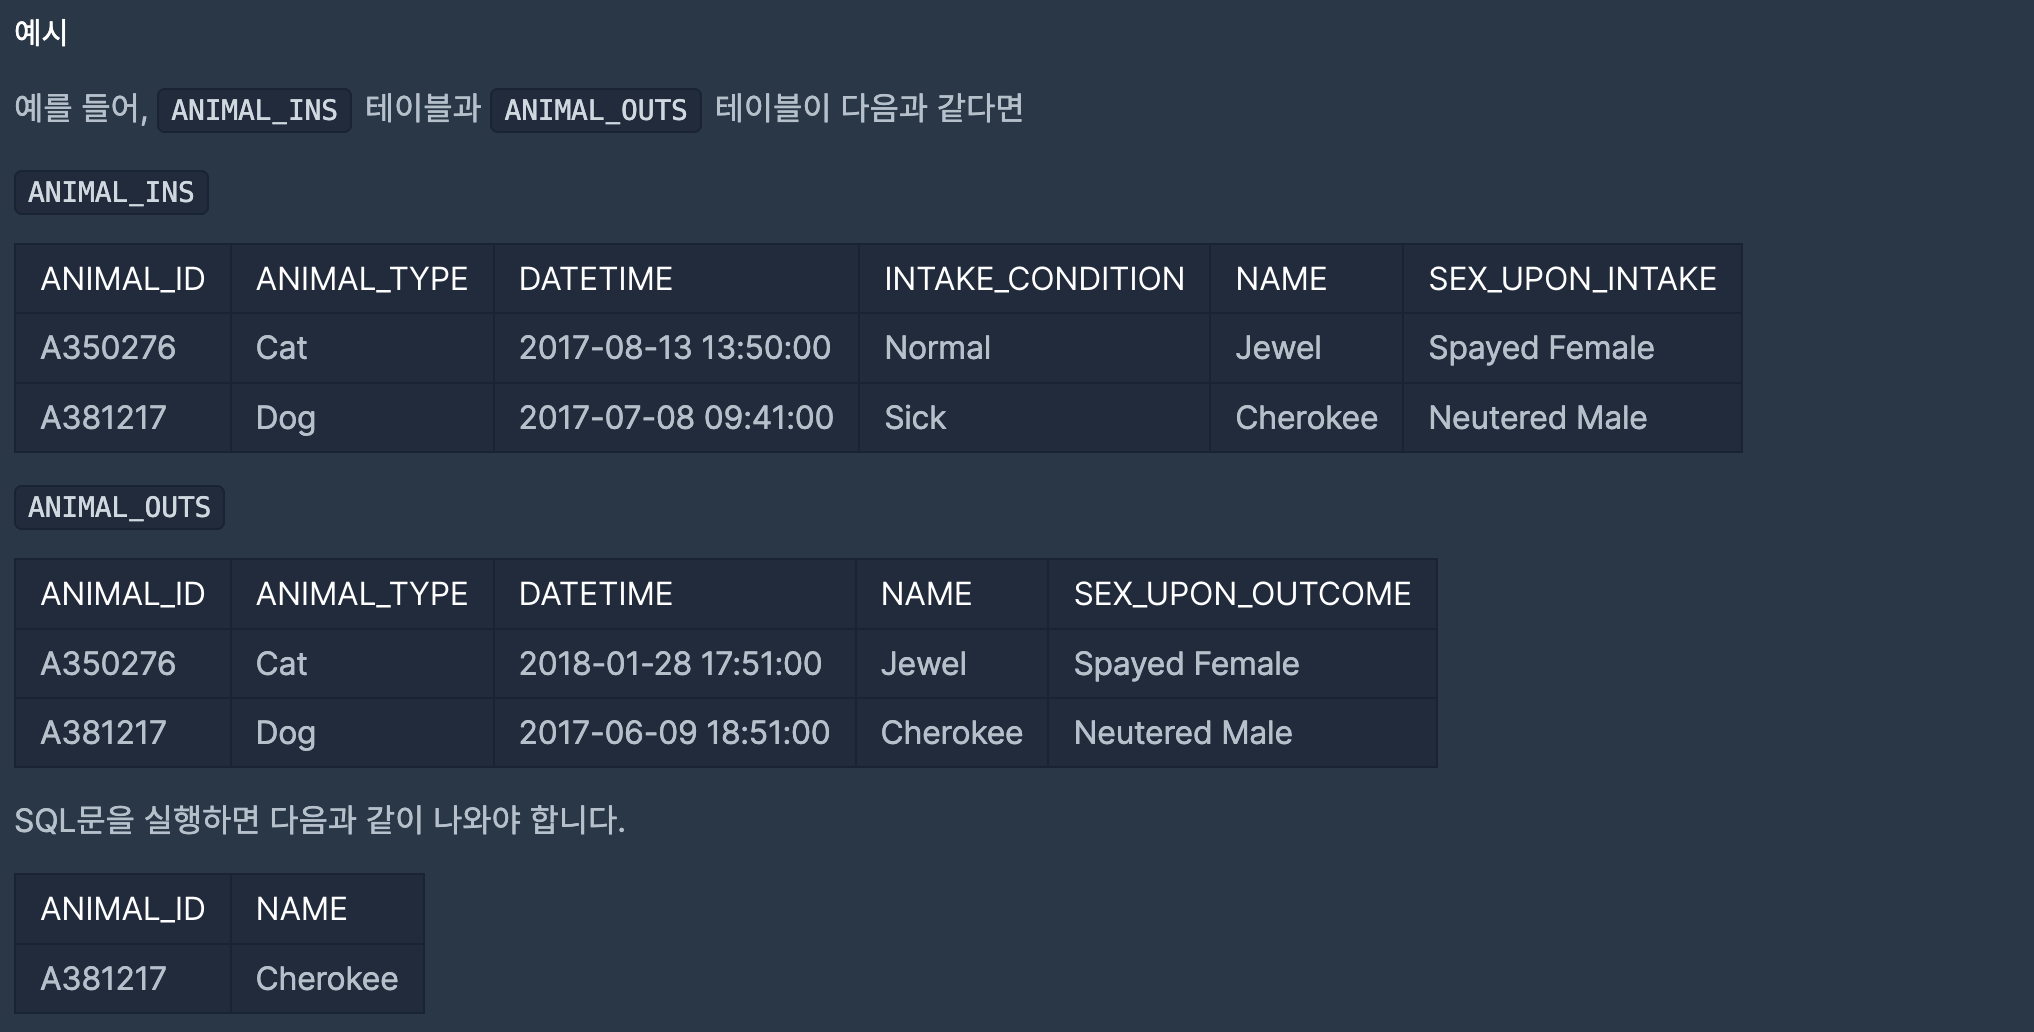 예시
예를 들어, ANIMAL_INS 테이블과 ANIMAL_OUTS 테이블이 다음과 같다면
ANIMAL_INS
ANIMAL_ID ANIMAL_TYPE DATETIME INTAKE_CONDITION NAME SEX_UPON_INTAKE
A350276 Cat 2017-08-13 13:50:00 Normal Jewel Spayed Female
A381217 Dog 2017-07-08 09:41:00 Sick Cherokee Neutered Male
ANIMAL_OUTS
ANIMAL_ID ANIMAL_TYPE DATETIME NAME SEX_UPON_OUTCOME
A350276 Cat 2018-01-28 17:51:00 Jewel Spayed Female
A381217 Dog 2017-06-09 18:51:00 Cherokee Neutered Male
SQL문을 실행하면 다음과 같이 나와야 합니다.
ANIMAL_ID NAME
A381217 Cherokee